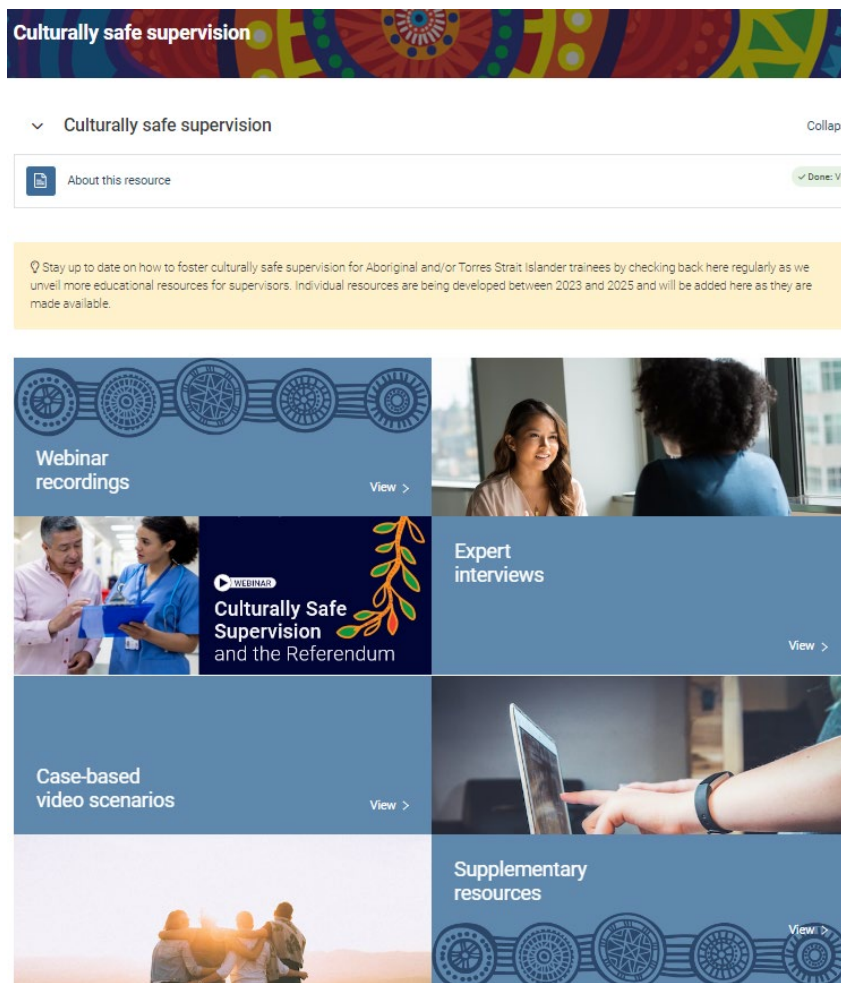 Culturally safe supervision
Culturally safe supervision
Collap
About this resource
Done: V
Stay up to date on how to foster culturally safe supervision for Aboriginal and/or Torres Strait Islander trainees by checking back here regularly as we
unveil more educational resources for supervisors. Individual resources are being developed between 2023 and 2025 and will be added here as they are
made available.
Webinar
recordings
View >
WEBINAR
Culturally Safe
Supervision
and the Referendum
Expert
interviews
View >
Case-based
video scenarios
View >
Supplementary
resources
View >